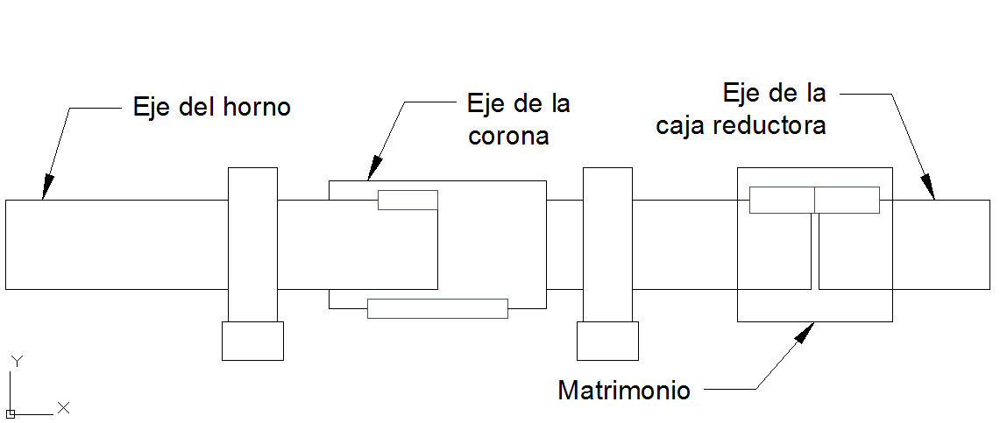 Eje del horno
Eje de la
corona
Eje de la
caja reductora
Matrimonio
Y
X